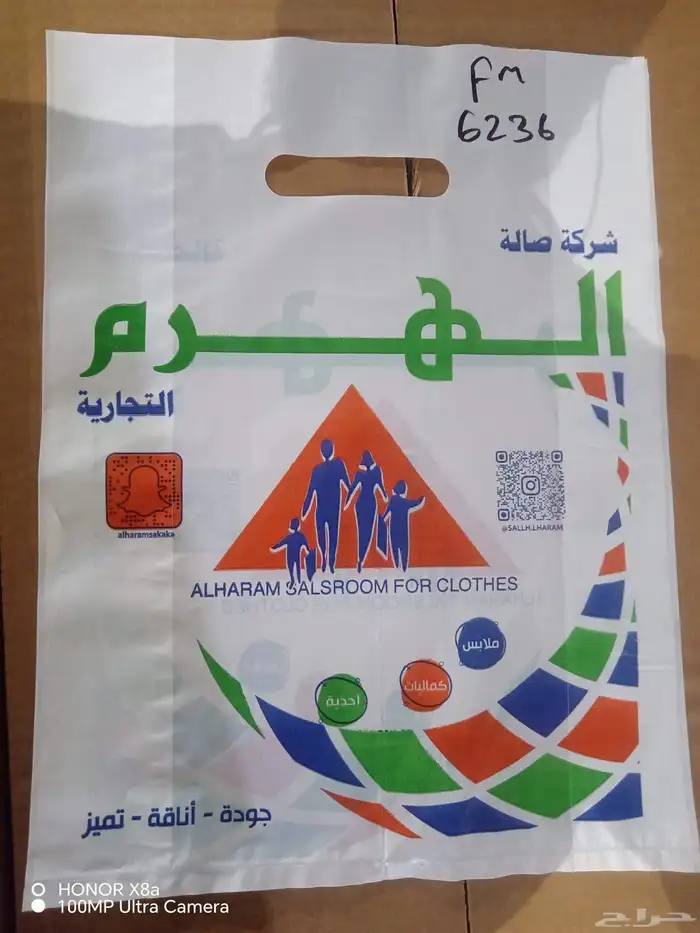 fm
6236
شركة صالة
الهرم
التجارية
alharamsakaka
@SALLH.LHARAM
ALHARAM SALSROOM FOR CLOTHES
ملابس
كماليات
احذية
جودة - أناقة - تميز
HONOR X8a
100MP Ultra Camera
حراج